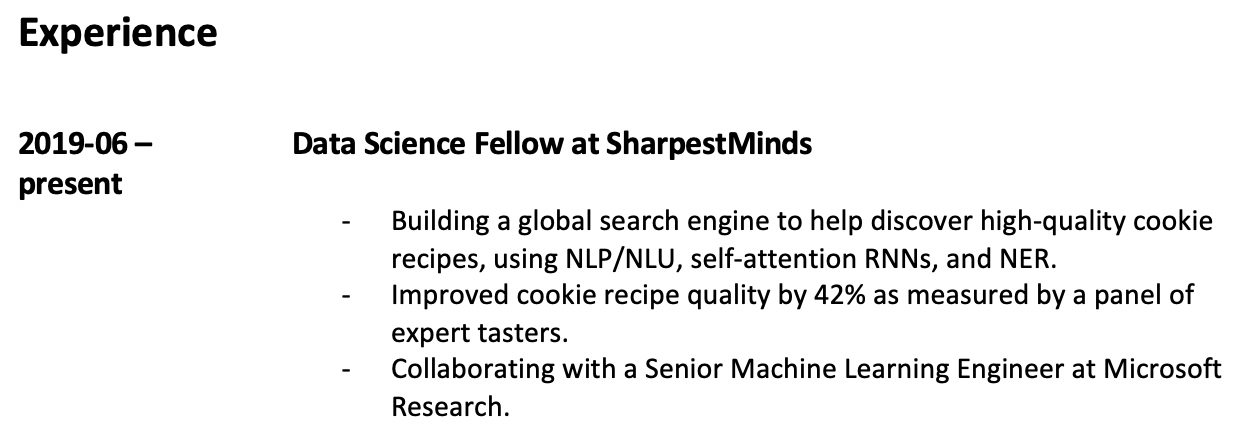 Experience
2019-06 –
present
Data Science Fellow at SharpestMinds
- Building a global search engine to help discover high-quality cookie
recipes, using NLP/NLU, self-attention RNNs, and NER.
- Improved cookie recipe quality by 42% as measured by a panel of
expert tasters.
- Collaborating with a Senior Machine Learning Engineer at Microsoft
Research.